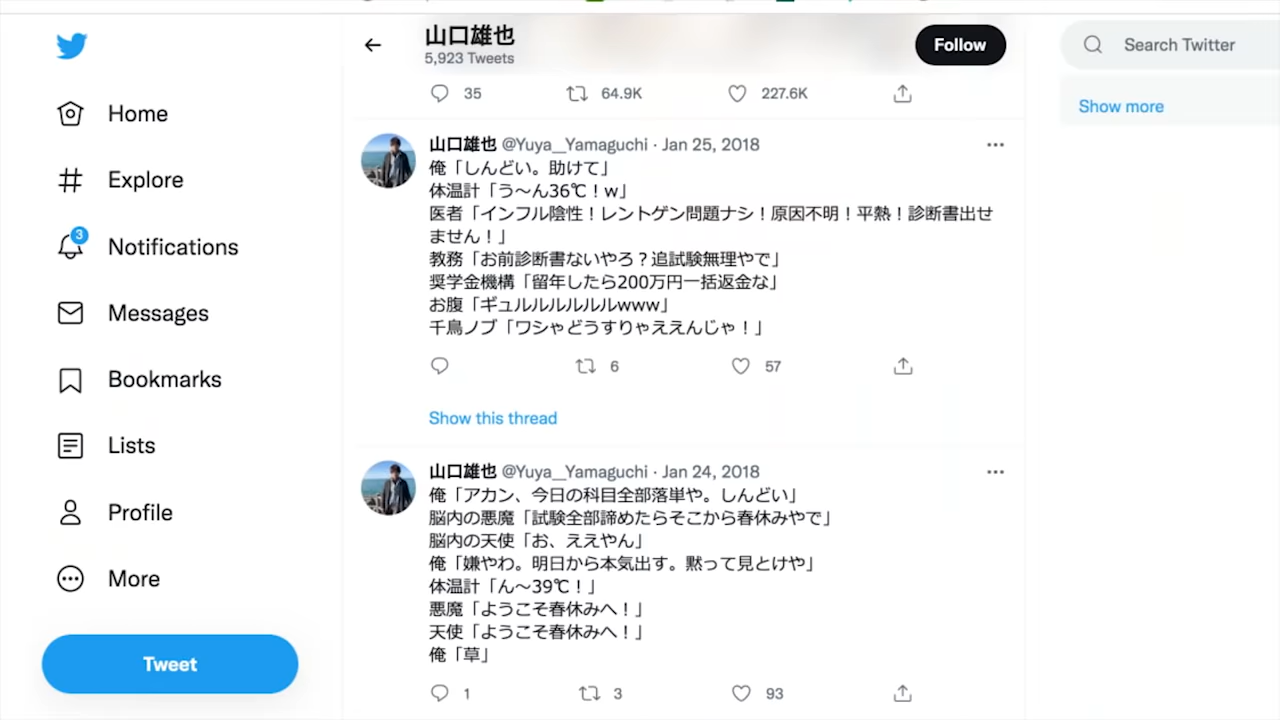 山口雄也
5,923 Tweets
Follow
Search Twitter
Show more
Home
Explore
3
Notifications
Messages
Bookmarks
Lists
Profile
More
Tweet
35 64.9K 227.6K
山口雄也 @Yuya__Yamaguchi · Jan 25, 2018
俺「しんどい。助けて」
体温計「う〜ん36℃！w」
医者「インフル陰性！レントゲン問題ナシ！原因不明！平熱！診断書出せ
ません！」
教務「お前診断書ないやろ？追試験無理やで」
奨学金機構「留年したら200万円一括返金な」
お腹「ギュルルルルルルwww」
千鳥ノブ「ワシゃどうすりゃええんじゃ！」
6 57
Show this thread
山口雄也 @Yuya__Yamaguchi · Jan 24, 2018
俺「アカン、今日の科目全部落単や。しんどい」
脳内の悪魔「試験全部諦めたらそこから春休みやで」
脳内の天使「お、ええやん」
俺「嫌やわ。明日から本気出す。黙って見とけや」
体温計「ん〜39℃！」
悪魔「ようこそ春休みへ！」
天使「ようこそ春休みへ！」
俺「草」
1 3 93